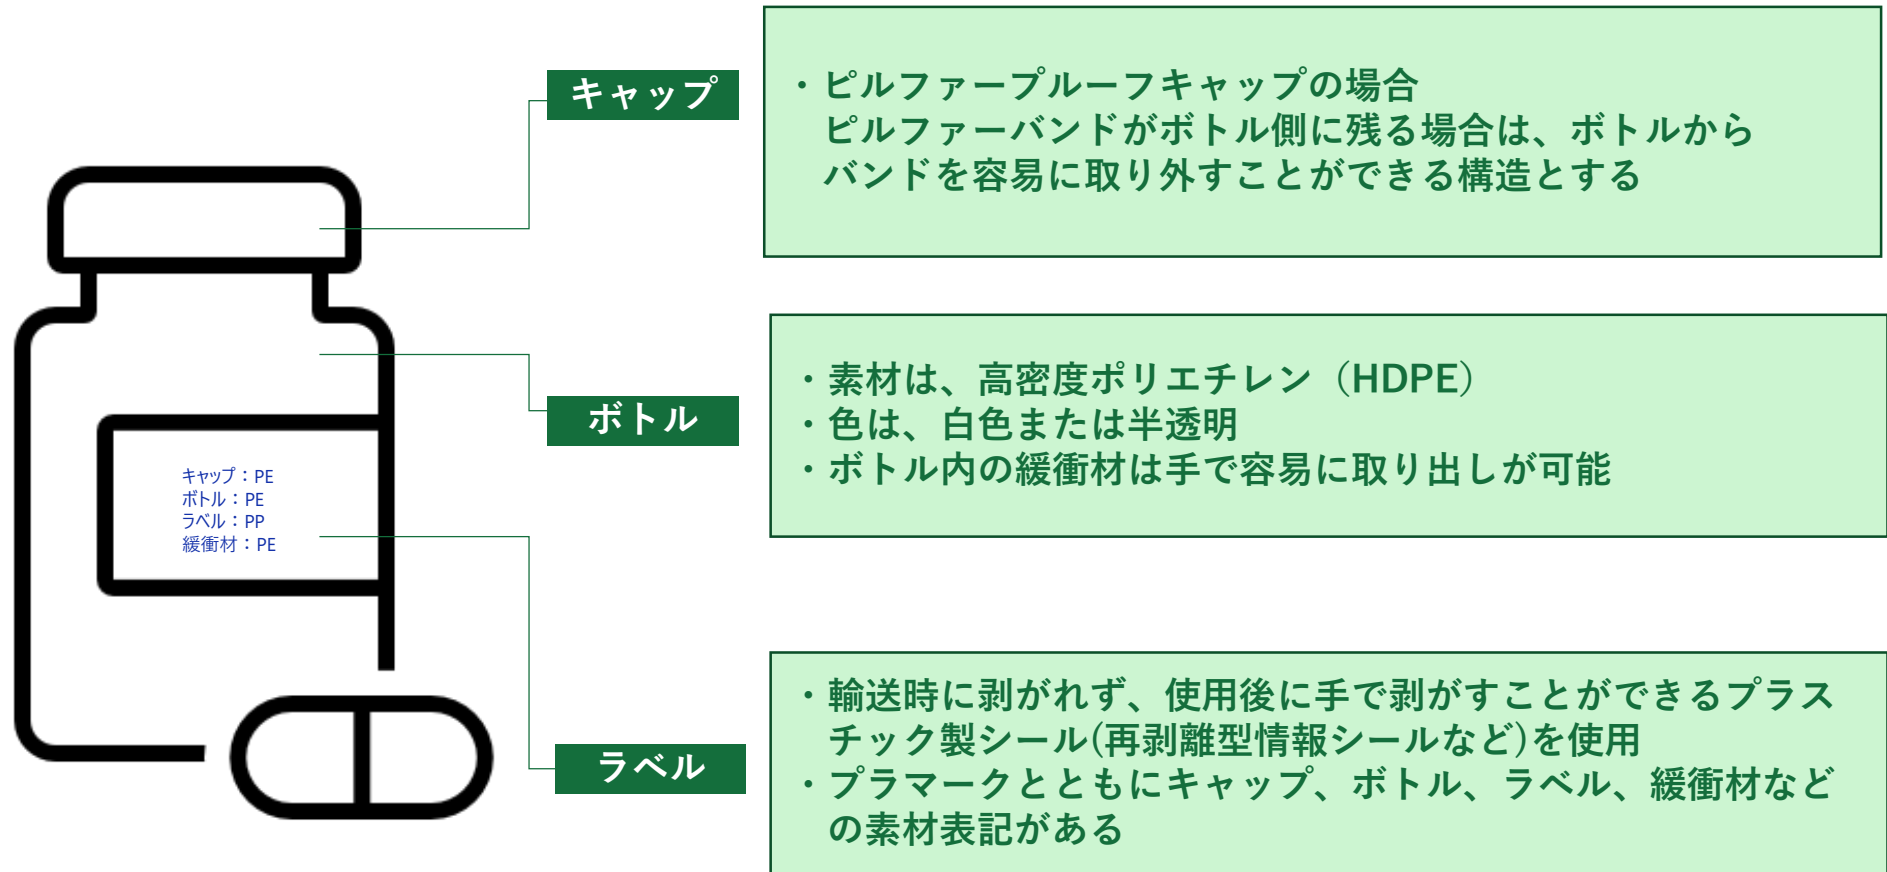 キャップ
・ピルファープルーフキャップの場合
ピルファーバンドがボトル側に残る場合は、ボトルから
バンドを容易に取り外すことができる構造とする
ボトル
・素材は、高密度ポリエチレン（HDPE）
・色は、白色または半透明
・ボトル内の緩衝材は手で容易に取り出しが可能
キャップ：PE
ボトル：PE
ラベル：PP
緩衝材：PE
ラベル
・輸送時に剥がれず、使用後に手で剥がすことができるプラス
チック製シール(再剥離型情報シールなど)を使用
・プラマークとともにキャップ、ボトル、ラベル、緩衝材など
の素材表記がある